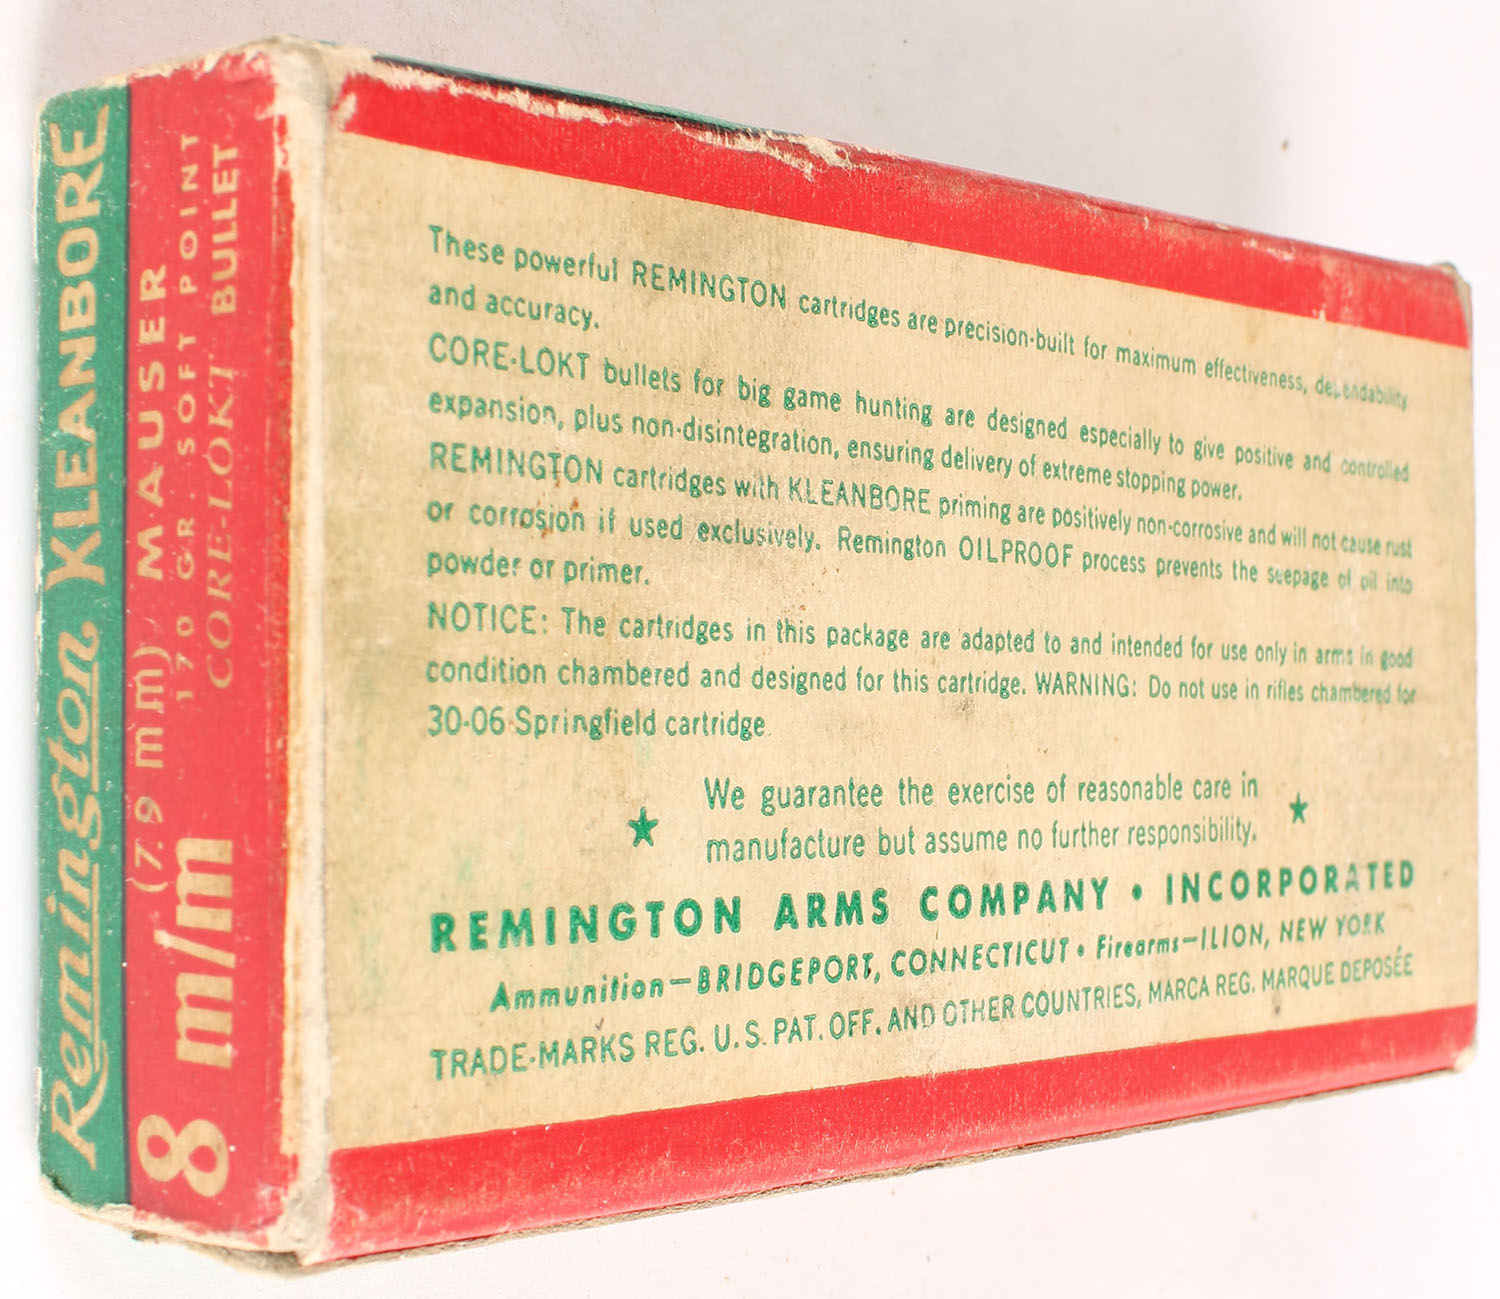 Remington KLEANBORE
8 m/m (7.9 mm) MAUSER
170 GR. SOFT POINT
CORE-LOKT BULLET
These powerful REMINGTON cartridges are precision-built for maximum effectiveness, dependability
and accuracy.
CORE-LOKT bullets for big game hunting are designed especially to give positive and controlled
expansion, plus non-disintegration, ensuring delivery of extreme stopping power.
REMINGTON cartridges with KLEANBORE priming are positively non-corrosive and will not cause rust
or corrosion if used exclusively. Remington OILPROOF process prevents the seepage of oil into
powder or primer.
NOTICE: The cartridges in this package are adapted to and intended for use only in arms in good
condition chambered and designed for this cartridge. WARNING: Do not use in rifles chambered for
30-06 Springfield cartridge.
We guarantee the exercise of reasonable care in
manufacture but assume no further responsibility.
REMINGTON ARMS COMPANY • INCORPORATED
Ammunition—BRIDGEPORT, CONNECTICUT • Firearms—ILION, NEW YORK
TRADE-MARKS REG. U.S. PAT. OFF. AND OTHER COUNTRIES, MARCA REG. MARQUE DEPOSÉE